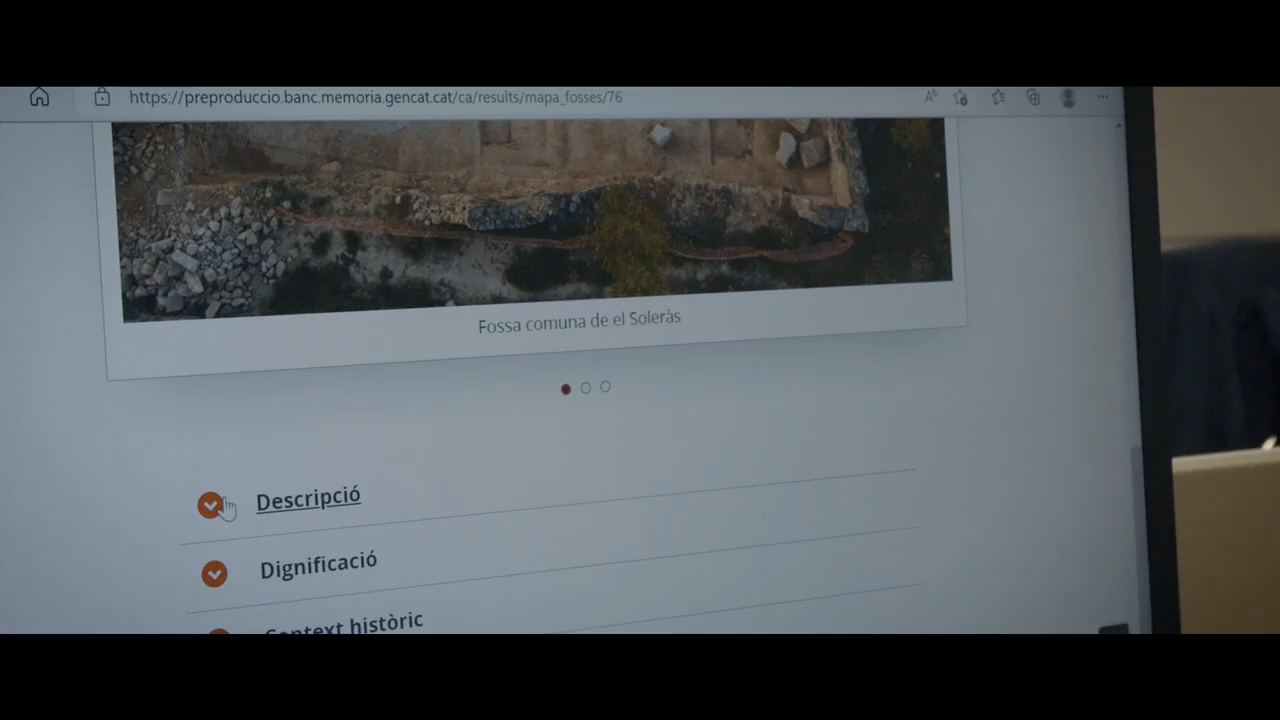 https://preproduccio.banc.memoria.gencat.cat/ca/results/mapa_fosses/76
Fossa comuna de el Soleràs
Descripció
Dignificació
Context històric